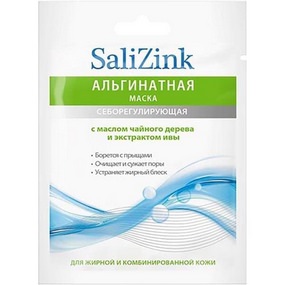 SaliZink
АЛЬГИНАТНАЯ
МАСКА
СЕБОРЕГУЛИРУЮЩАЯ
с маслом чайного дерева
и экстрактом ивы
• Борется с прыщами
• Очищает и сужает поры
• Устраняет жирный блеск
ДЛЯ ЖИРНОЙ И КОМБИНИРОВАННОЙ КОЖИ